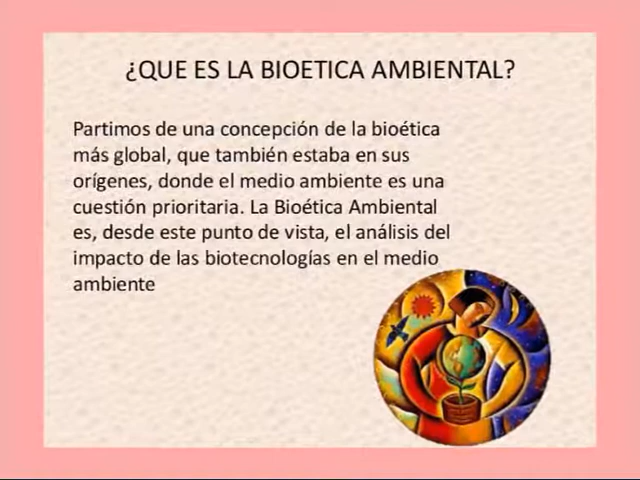 ¿QUE ES LA BIOETICA AMBIENTAL?
Partimos de una concepción de la bioética
más global, que también estaba en sus
orígenes, donde el medio ambiente es una
cuestión prioritaria. La Bioética Ambiental
es, desde este punto de vista, el análisis del
impacto de las biotecnologías en el medio
ambiente